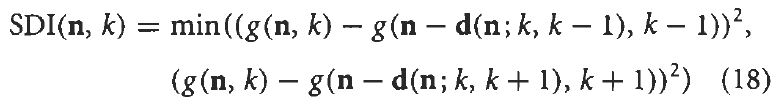 SDI(n, k) = min((g(n, k) − g(n − d(n; k, k − 1), k − 1))²,
(g(n, k) − g(n − d(n; k, k + 1), k + 1))²) (18)